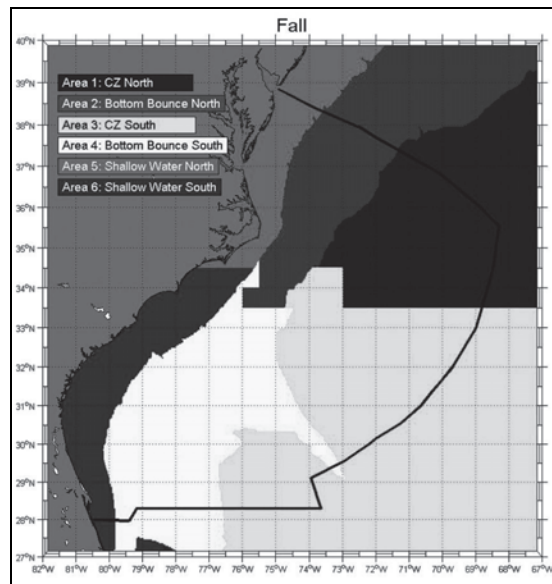 Fall
Area 1: CZ North
Area 2: Bottom Bounce North
Area 3: CZ South
Area 4: Bottom Bounce South
Area 5: Shallow Water North
Area 6: Shallow Water South
40°N
39°N
38°N
37°N
36°N
35°N
34°N
33°N
32°N
31°N
30°N
29°N
28°N
27°N
82°W 81°W 80°W 79°W 78°W 77°W 76°W 75°W 74°W 73°W 72°W 71°W 70°W 69°W 68°W 67°W